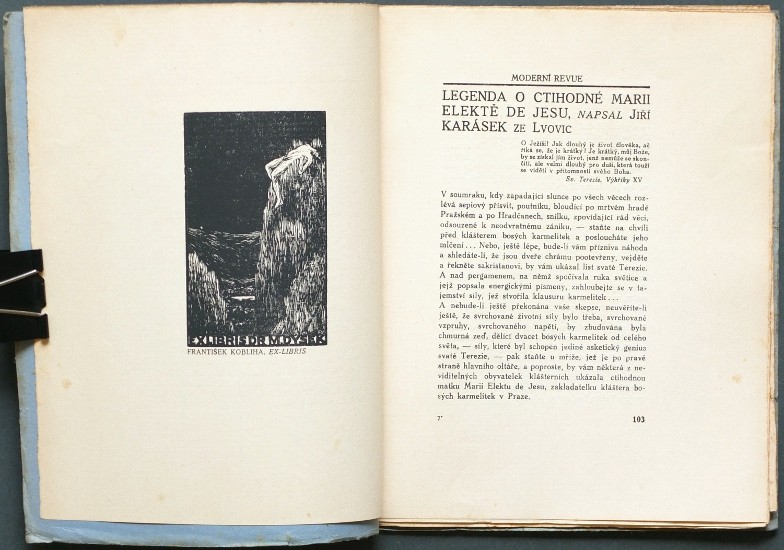 EXLIBRIS DR M. DYŠEK
FRANTIŠEK KOBLIHA, EX-LIBRIS
MODERNÍ REVUE
LEGENDA O CTIHODNÉ MARII
ELEKTĚ DE JESU, NAPSAL JIŘÍ
KARÁSEK ZE LVOVIC
O Ježíši! Jak dlouhý je život člověka, ač
říká se, že je krátký! Je krátký, můj Bože,
by se získal jím život, jenž nemůže se skon-
čiti, ale velmi dlouhý pro duši, která touží
se viděti v přítomnosti svého Boha.
Sv. Terezie, Výkřiky XV
V soumraku, kdy zapadající slunce po všech věcech roz-
lévá sepiový přísvit, poutníku, bloudící po mrtvém hradě
Pražském a po Hradčanech, snílku, zpovídající rád věci,
odsouzené k neodvratnému zániku, — staňte na chvíli
před klášterem bosých karmelitek a posloucháte jeho
mlčení... Nebo, ještě lépe, bude-li vám přízniva náhoda
a shledáte-li, že jsou dveře chrámu pootevřeny, vejděte
a řekněte sakristanovi, by vám ukázal list svaté Terezie.
A nad pergamenem, na němž spočívala ruka světice a
jejž popsala energickými písmeny, zahloubejte se v ta-
jemství síly, jež stvořila klausuru karmelitek...
A nebude-li ještě překonána vaše skepse, neuvěříte-li
ještě, že svrchované životní síly bylo třeba, svrchované
vzpruhy, svrchovaného napětí, by zbudována byla
chmurná zeď, dělící dvacet bosých karmelitek od celého
světa, — síly, které byl schopen jedině asketický genius
svaté Terezie, — pak staňte u mříže, jež je po pravé
straně hlavního oltáře, a poproste, by vám některá z ne-
viditelných obyvatelek klášterních ukázala ctihodnou
matku Marii Elektu de Jesu, zakladatelku kláštera bo-
sých karmelitek v Praze.
7*
103